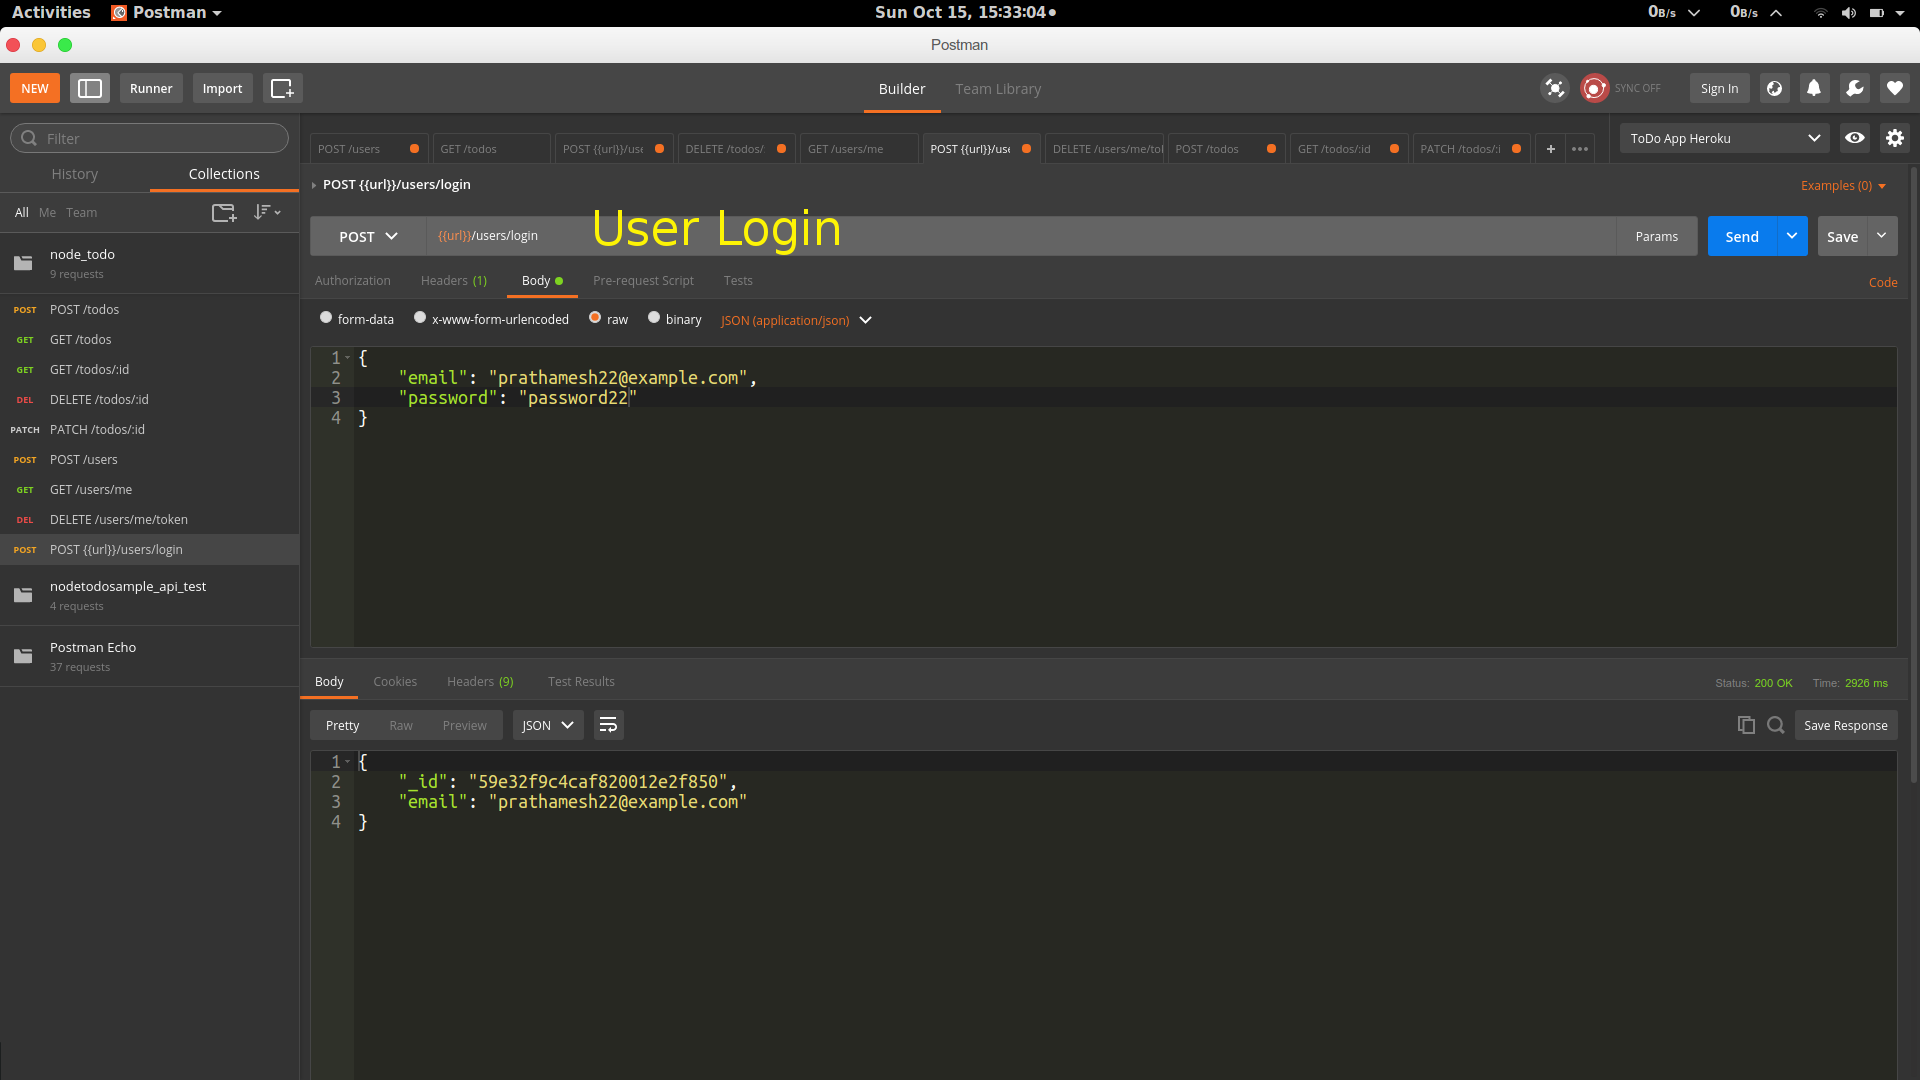 Activities Postman Sun Oct 15, 15:33:04 0B/s 0B/s
Postman
NEW Runner Import Builder Team Library SYNC OFF Sign In
Filter
History Collections
All Me Team
node_todo
9 requests
POST POST /todos
GET GET /todos
GET GET /todos/:id
DEL DELETE /todos/:id
PATCH PATCH /todos/:id
POST POST /users
GET GET /users/me
DEL DELETE /users/me/token
POST POST {{url}}/users/login
nodetodosample_api_test
4 requests
Postman Echo
37 requests
POST /users GET /todos POST {{url}}/use DELETE /todos/: GET /users/me POST {{url}}/use DELETE /users/me/to POST /todos GET /todos/:id PATCH /todos/:i + ••• ToDo App Heroku
POST {{url}}/users/login Examples (0)
POST {{url}}/users/login User Login Params Send Save
Authorization Headers (1) Body Pre-request Script Tests Code
form-data x-www-form-urlencoded raw binary JSON (application/json)
1 {
2 "email": "prathamesh22@example.com",
3 "password": "password22"
4 }
Body Cookies Headers (9) Test Results Status: 200 OK Time: 2926 ms
Pretty Raw Preview JSON Save Response
1 {
2 "_id": "59e32f9c4caf820012e2f850",
3 "email": "prathamesh22@example.com"
4 }